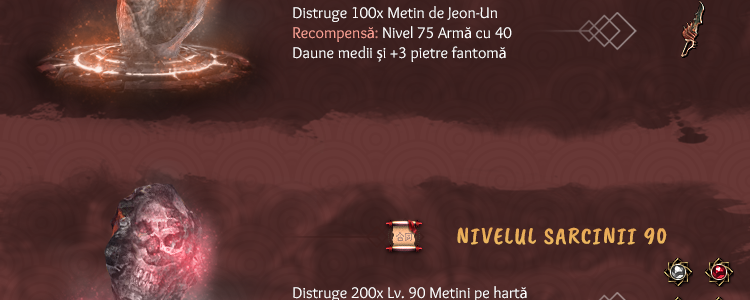 Distruge 100x Metin de Jeon-Un
Recompensă: Nivel 75 Armă cu 40
Daune medii și +3 pietre fantomă
NIVELUL SARCINII 90
Distruge 200x Lv. 90 Metini pe hartă